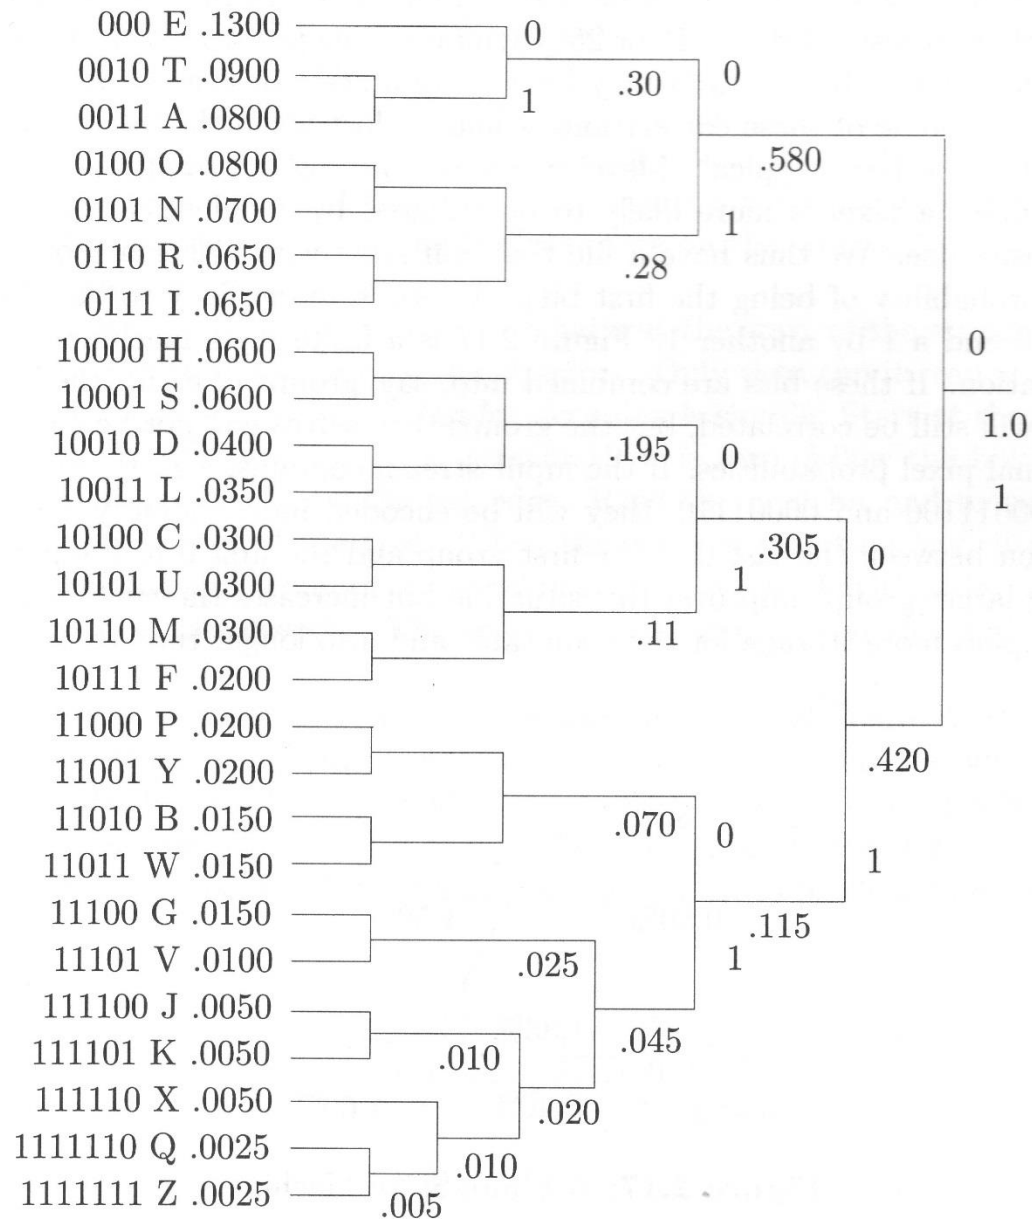 000 E .1300
0
0010 T .0900
.30
0
0011 A .0800
1
.580
0100 O .0800
0101 N .0700
1
0110 R .0650
.28
0111 I .0650
10000 H .0600
0
10001 S .0600
1.0
10010 D .0400
.195
0
10011 L .0350
1
10100 C .0300
.305
0
10101 U .0300
1
10110 M .0300
.11
10111 F .0200
11000 P .0200
.420
11001 Y .0200
11010 B .0150
.070
0
11011 W .0150
1
11100 G .0150
.115
11101 V .0100
.025
1
111100 J .0050
.045
111101 K .0050
.010
111110 X .0050
.020
1111110 Q .0025
.010
1111111 Z .0025
.005